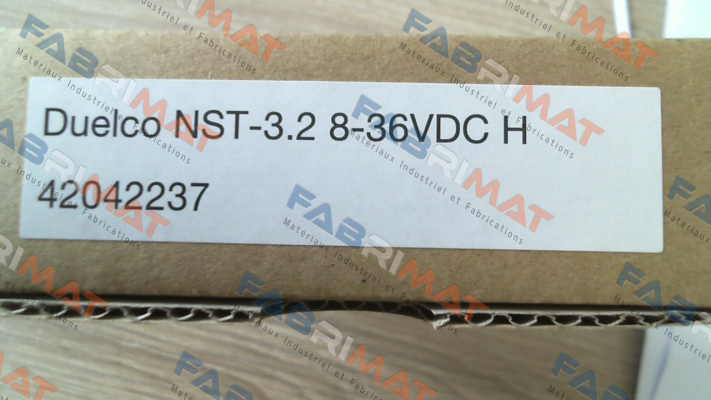 Duelco NST-3.2 8-36VDC H
42042237
FABRIMAT
Materiaux Industriel et Fabrications